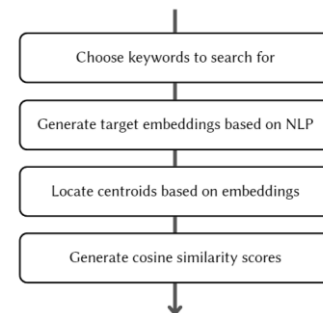 Choose keywords to search for
Generate target embeddings based on NLP
Locate centroids based on embeddings
Generate cosine similarity scores